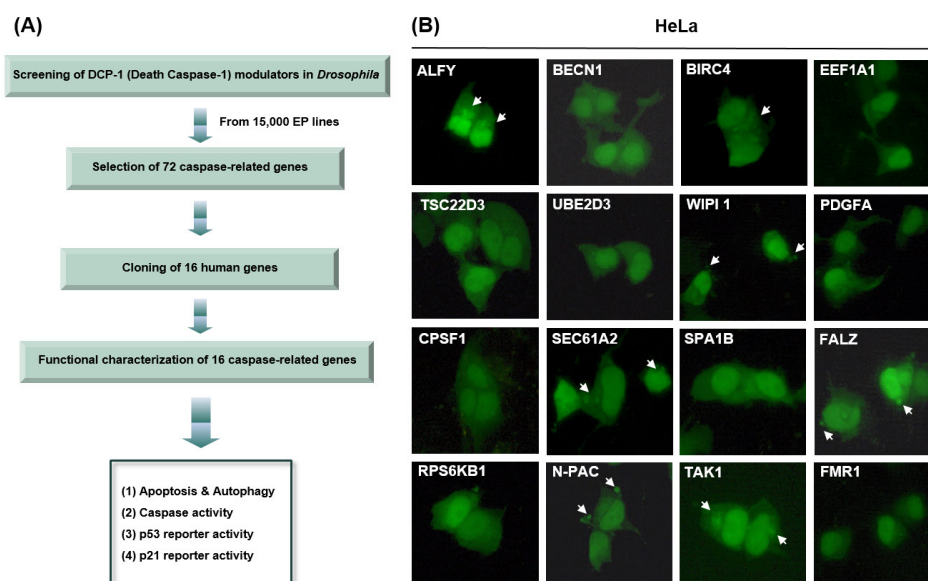 (A)
Screening of DCP-1 (Death Caspase-1) modulators in Drosophila
From 15,000 EP lines
Selection of 72 caspase-related genes
Cloning of 16 human genes
Functional characterization of 16 caspase-related genes
(1) Apoptosis & Autophagy
(2) Caspase activity
(3) p53 reporter activity
(4) p21 reporter activity
(B)
HeLa
ALFY
BECN1
BIRC4
EEF1A1
TSC22D3
UBE2D3
WIPI 1
PDGFA
CPSF1
SEC61A2
SPA1B
FALZ
RPS6KB1
N-PAC
TAK1
FMR1